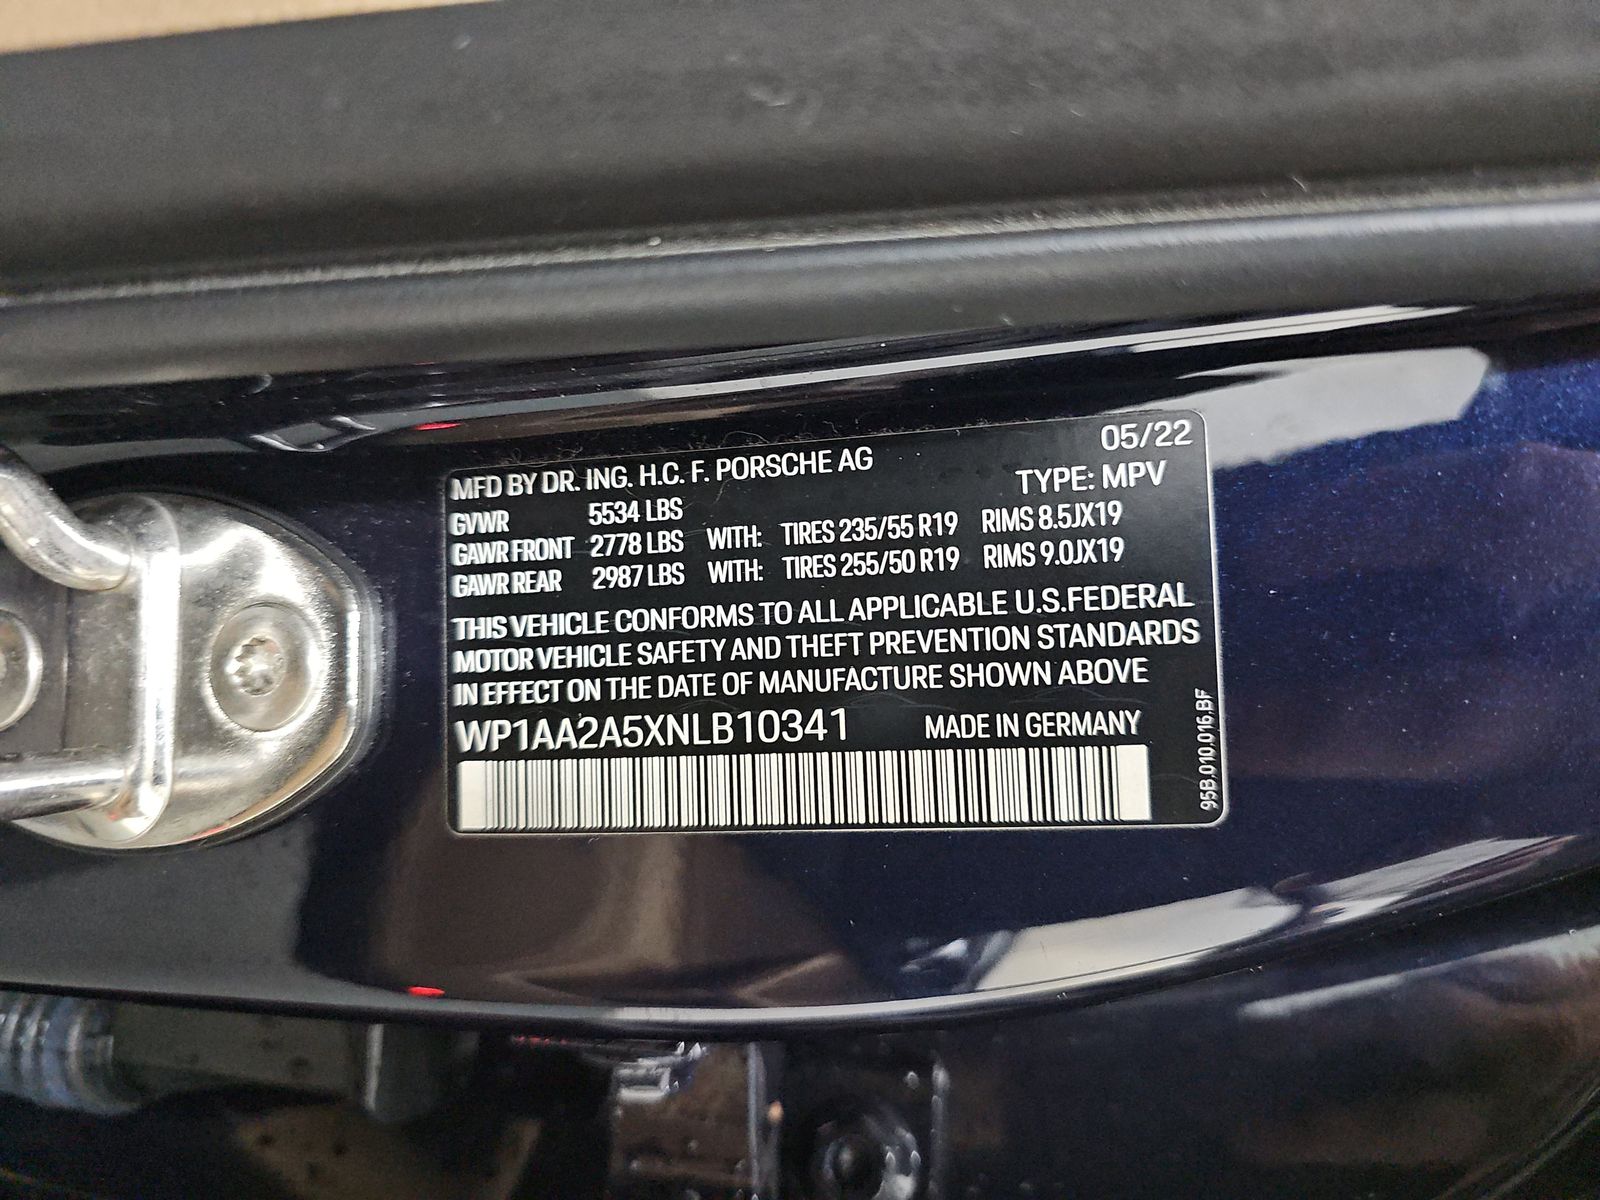 05/22
MFD BY DR. ING. H.C. F. PORSCHE AG TYPE: MPV
GVWR 5534 LBS
GAWR FRONT 2778 LBS WITH: TIRES 235/55 R19 RIMS 8.5JX19
GAWR REAR 2987 LBS WITH: TIRES 255/50 R19 RIMS 9.0JX19
THIS VEHICLE CONFORMS TO ALL APPLICABLE U.S.FEDERAL
MOTOR VEHICLE SAFETY AND THEFT PREVENTION STANDARDS
IN EFFECT ON THE DATE OF MANUFACTURE SHOWN ABOVE
WP1AA2A5XNLB10341 MADE IN GERMANY
95B.010.016.BF